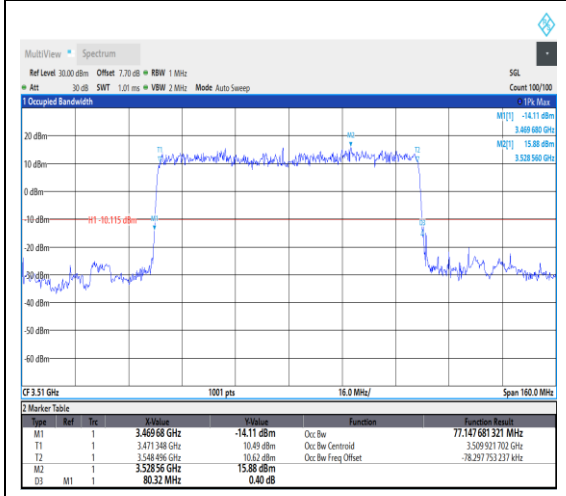 MultiView Spectrum
Ref Level 30.00 dBm Offset 7.70 dB RBW 1 MHz SGL
Att 30 dB SWT 1.01 ms VBW 2 MHz Mode Auto Sweep Count 100/100
1 Occupied Bandwidth 1Pk Max
M1[1] -14.11 dBm
3.469 680 GHz
M2[1] 15.88 dBm
3.528 560 GHz
20 dBm
M2
T1
T2
10 dBm
0 dBm
-10 dBm
H1 -10.115 dBm
M1
D3
-20 dBm
-30 dBm
-40 dBm
-50 dBm
-60 dBm
CF 3.51 GHz 1001 pts 16.0 MHz/ Span 160.0 MHz
2 Marker Table
Type Ref Trc X-Value Y-Value Function Function Result
M1 1 3.469 68 GHz -14.11 dBm Occ Bw 77.147 681 321 MHz
T1 1 3.471 348 GHz 10.49 dBm Occ Bw Centroid 3.509 921 702 GHz
T2 1 3.548 496 GHz 10.62 dBm Occ Bw Freq Offset -78.297 753 237 kHz
M2 1 3.528 56 GHz 15.88 dBm
D3 M1 1 80.32 MHz 0.40 dB